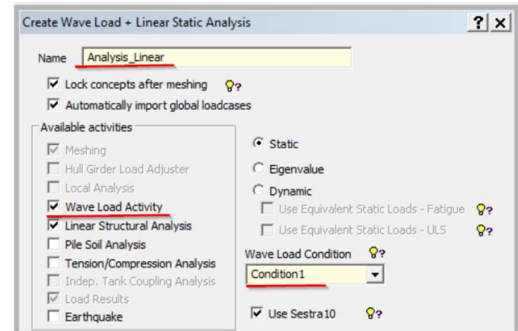 Create Wave Load + Linear Static Analysis ? x
Name Analysis_Linear
Lock concepts after meshing ?
Automatically import global loadcases
Available activities
Meshing
Hull Girder Load Adjuster
Local Analysis
Wave Load Activity
Linear Structural Analysis
Pile Soil Analysis
Tension/Compression Analysis
Indep. Tank Coupling Analysis
Load Results
Earthquake
Static
Eigenvalue
Dynamic
Use Equivalent Static Loads - Fatigue ?
Use Equivalent Static Loads - ULS ?
Wave Load Condition ?
Condition1
Use Sestra10 ?